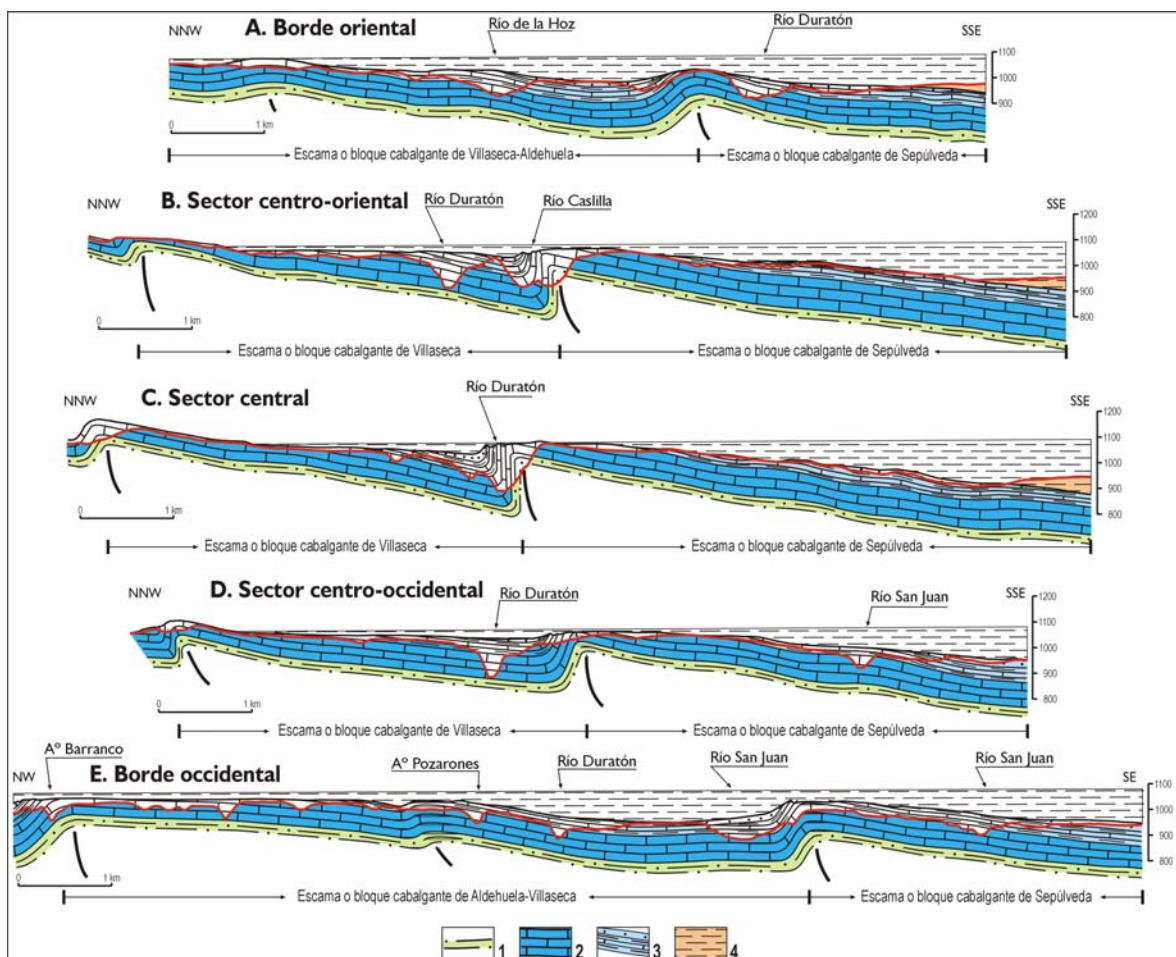 A. Borde oriental
NNW
Río de la Hoz
Río Duratón
SSE
1100
1000
900
0 1 km
Escama o bloque cabalgante de Villaseca-Aldehuela
Escama o bloque cabalgante de Sepúlveda
B. Sector centro-oriental
NNW
Río Duratón
Río Caslilla
SSE
1200
1100
1000
900
800
0 1 km
Escama o bloque cabalgante de Villaseca
Escama o bloque cabalgante de Sepúlveda
C. Sector central
NNW
Río Duratón
SSE
1200
1100
1000
900
800
0 1 km
Escama o bloque cabalgante de Villaseca
Escama o bloque cabalgante de Sepúlveda
D. Sector centro-occidental
NNW
Río Duratón
Río San Juan
SSE
1200
1100
1000
900
800
0 1 km
Escama o bloque cabalgante de Villaseca
Escama o bloque cabalgante de Sepúlveda
Aº Barranco
NW
E. Borde occidental
Aº Pozarones
Río Duratón
Río San Juan
Río San Juan
SE
1100
1000
900
800
0 1 km
Escama o bloque cabalgante de Aldehuela-Villaseca
Escama o bloque cabalgante de Sepúlveda
1 2 3 4